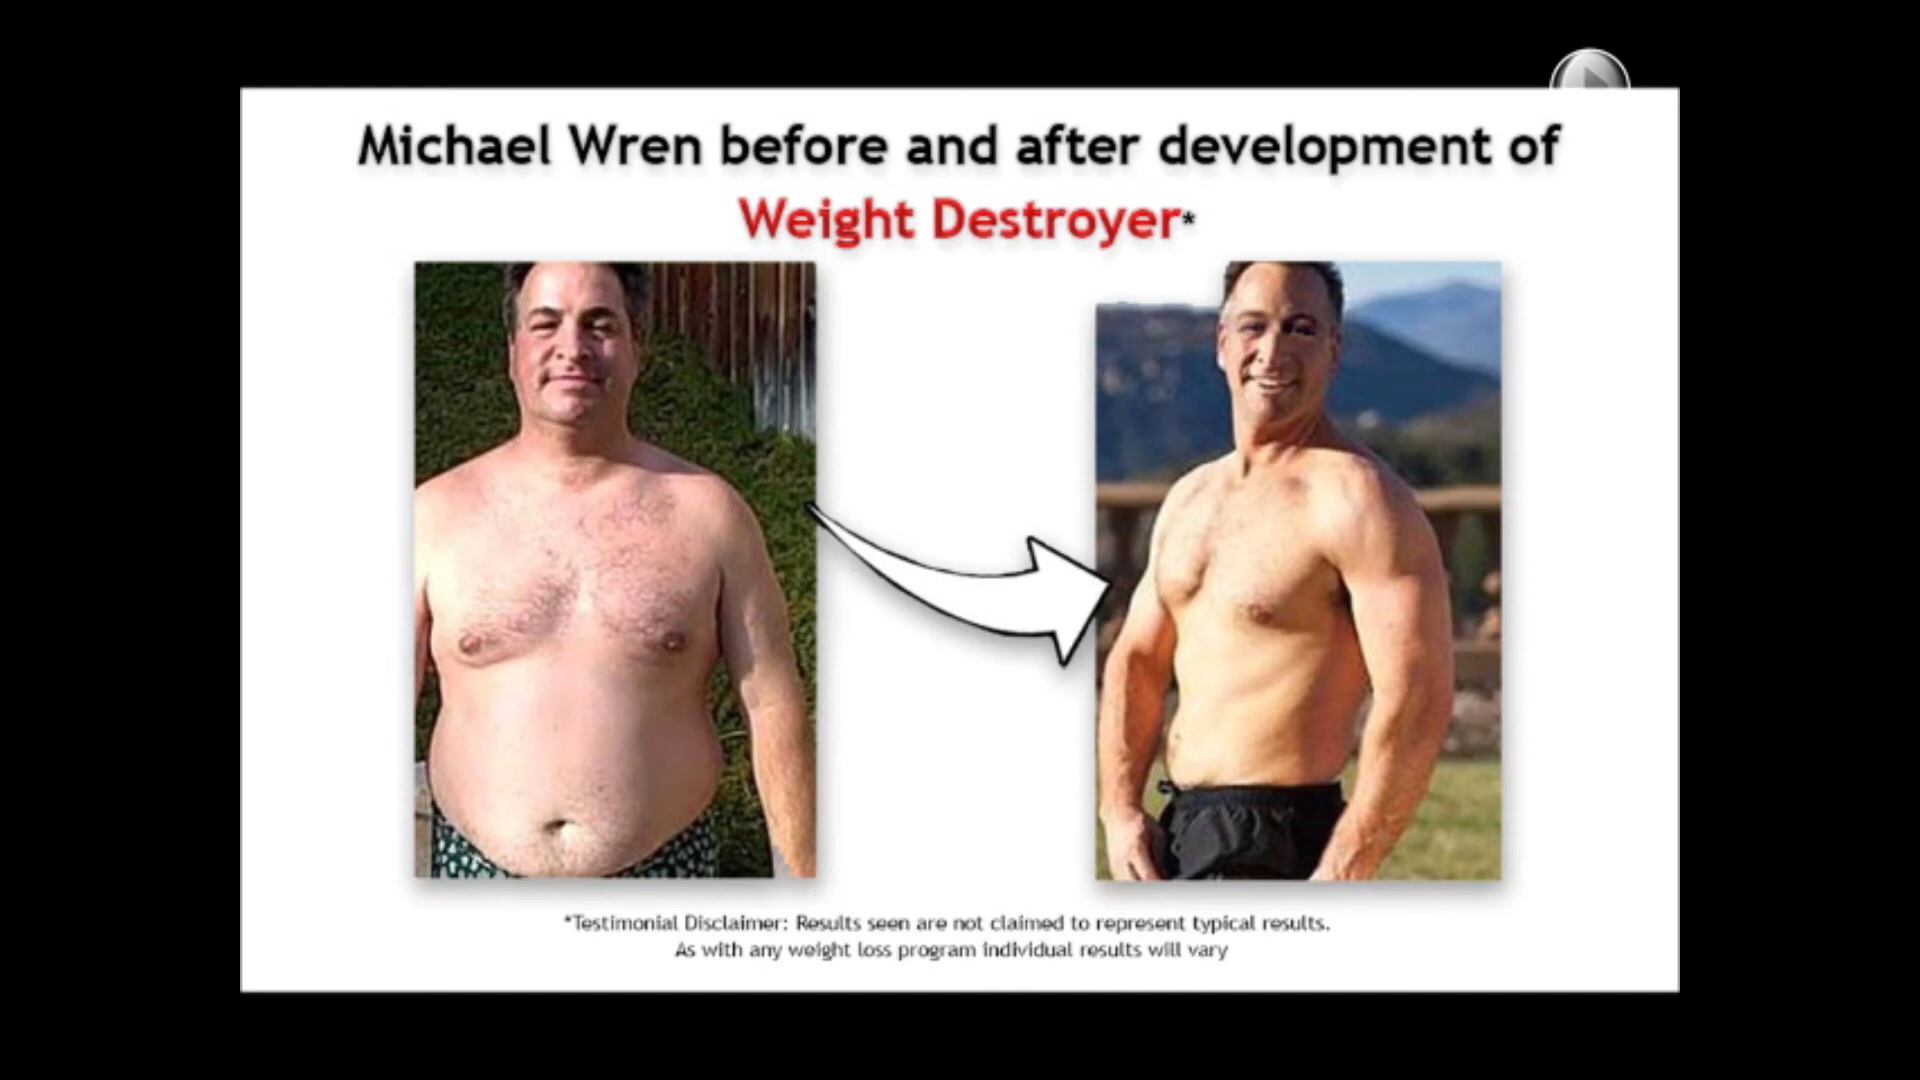 Michael Wren before and after development of
Weight Destroyer*
*Testimonial Disclaimer: Results seen are not claimed to represent typical results.
As with any weight loss program individual results will vary